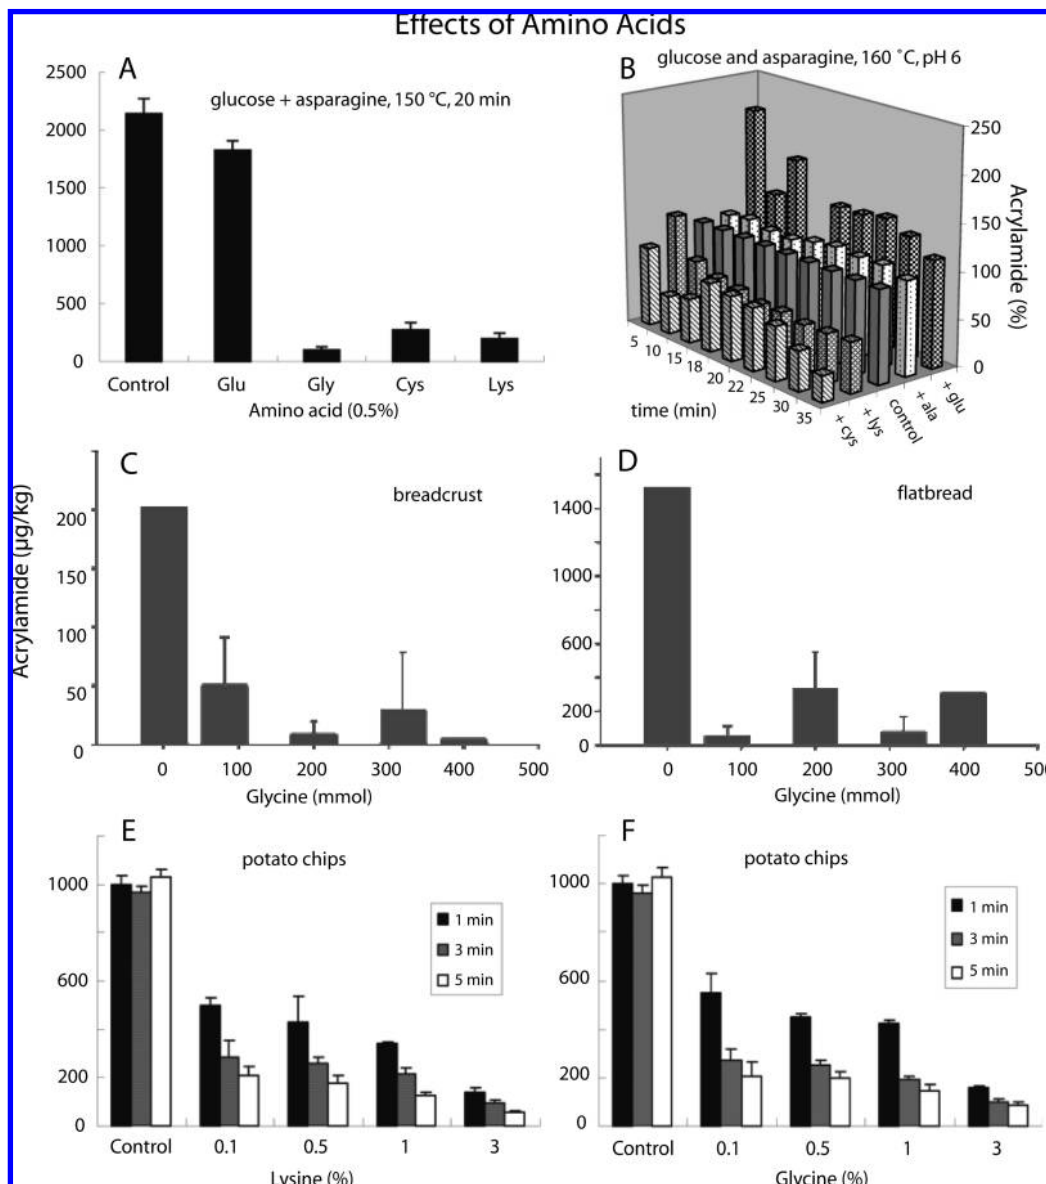 Effects of Amino Acids
A
glucose + asparagine, 150 °C, 20 min
2500
2000
1500
1000
500
0
Control Glu Gly Cys Lys
Amino acid (0.5%)
B
glucose and asparagine, 160 °C, pH 6
250
200
150
100
50
0
Acrylamide (%)
5 10 15 18 20 22 25 30 35
time (min)
+ cys + lys control + ala + glu
C
breadcrust
Acrylamide (µg/kg)
200
150
100
50
0
0 100 200 300 400 500
Glycine (mmol)
D
flatbread
1400
1000
600
200
0
0 100 200 300 400 500
Glycine (mmol)
E
potato chips
1000
600
200
0
1 min
3 min
5 min
Control 0.1 0.5 1 3
Lysine (%)
F
potato chips
1000
600
200
0
1 min
3 min
5 min
Control 0.1 0.5 1 3
Glycine (%)